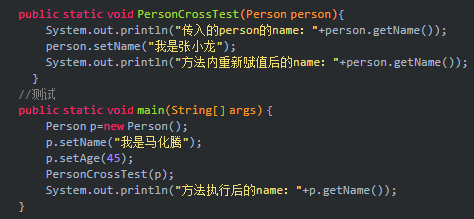 public static void PersonCrossTest(Person person){
System.out.println("传入的person的name: "+person.getName());
person.setName("我是张小龙");
System.out.println("方法内重新赋值后的name: "+person.getName());
}
//测试
public static void main(String[] args) {
Person p=new Person();
p.setName("我是马化腾");
p.setAge(45);
PersonCrossTest(p);
System.out.println("方法执行后的name: "+p.getName());